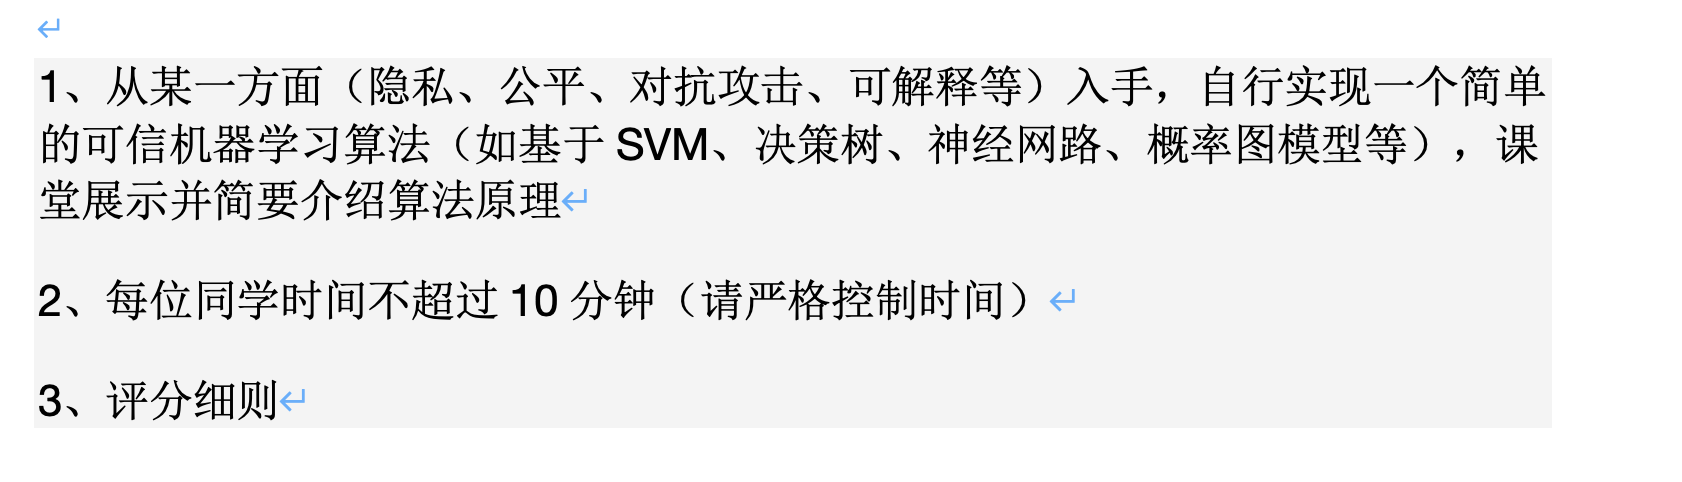 1、从某一方面（隐私、公平、对抗攻击、可解释等）入手，自行实现一个简单
的可信机器学习算法（如基于 SVM、决策树、神经网路、概率图模型等），课
堂展示并简要介绍算法原理
2、每位同学时间不超过 10 分钟（请严格控制时间）
3、评分细则